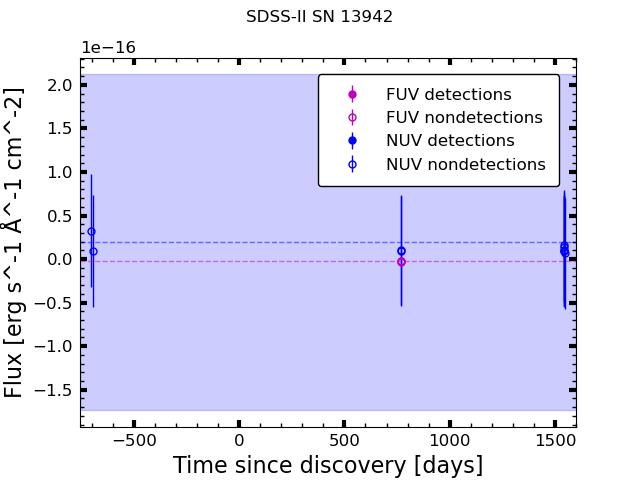 SDSS-II SN 13942
1e−16
FUV detections
FUV nondetections
NUV detections
NUV nondetections
2.0
1.5
1.0
0.5
0.0
−0.5
−1.0
−1.5
Flux [erg s^-1 Å^-1 cm^-2]
−500
0
500
1000
1500
Time since discovery [days]